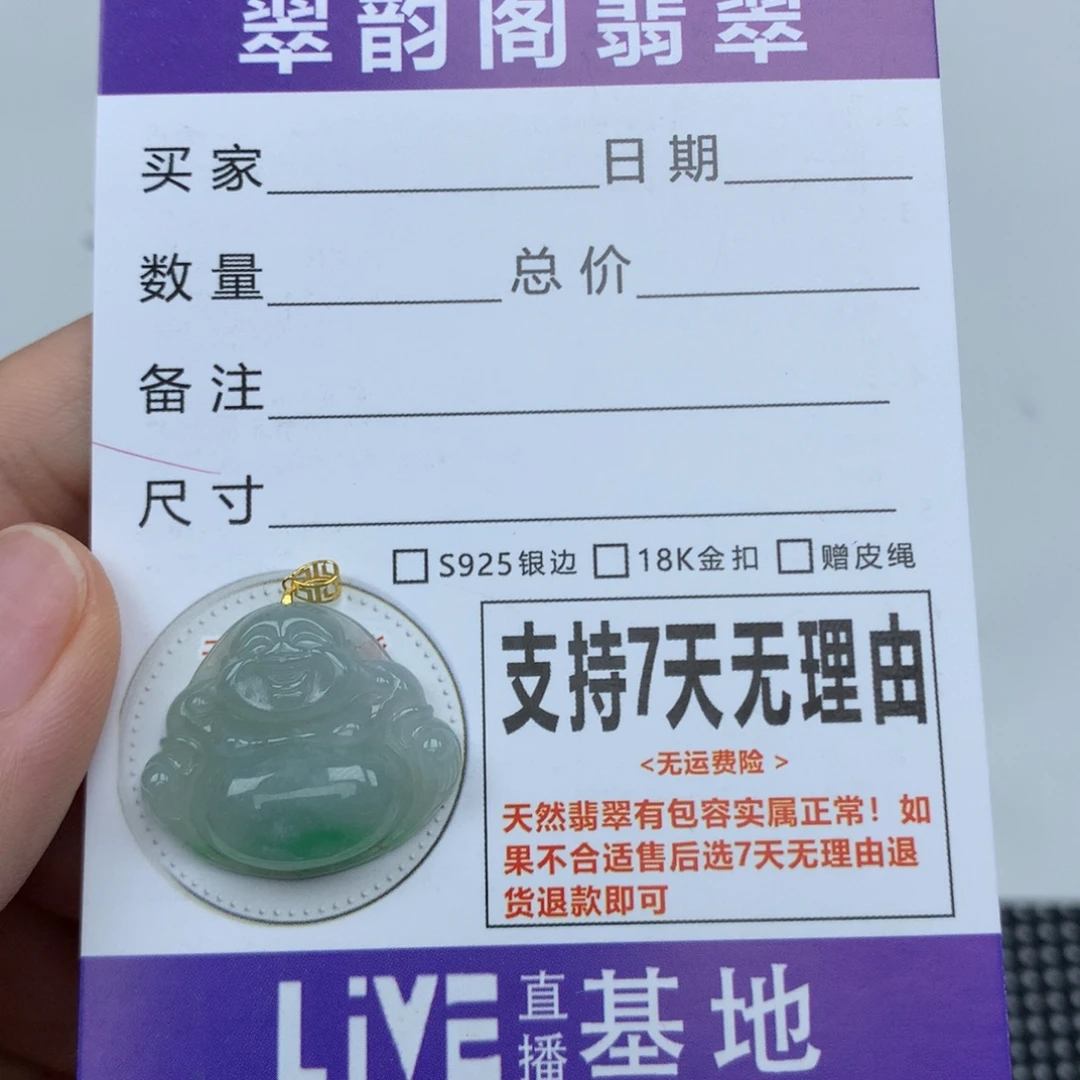 翠韵阁翡翠
买家 日期
数量 总价
备注
尺寸
S925银边 18K金扣 赠皮绳
支持7天无理由
<无运费险 >
天然翡翠有包容实属正常！如
果不合适售后选7天无理由退
货退款即可
LiVE直播基地